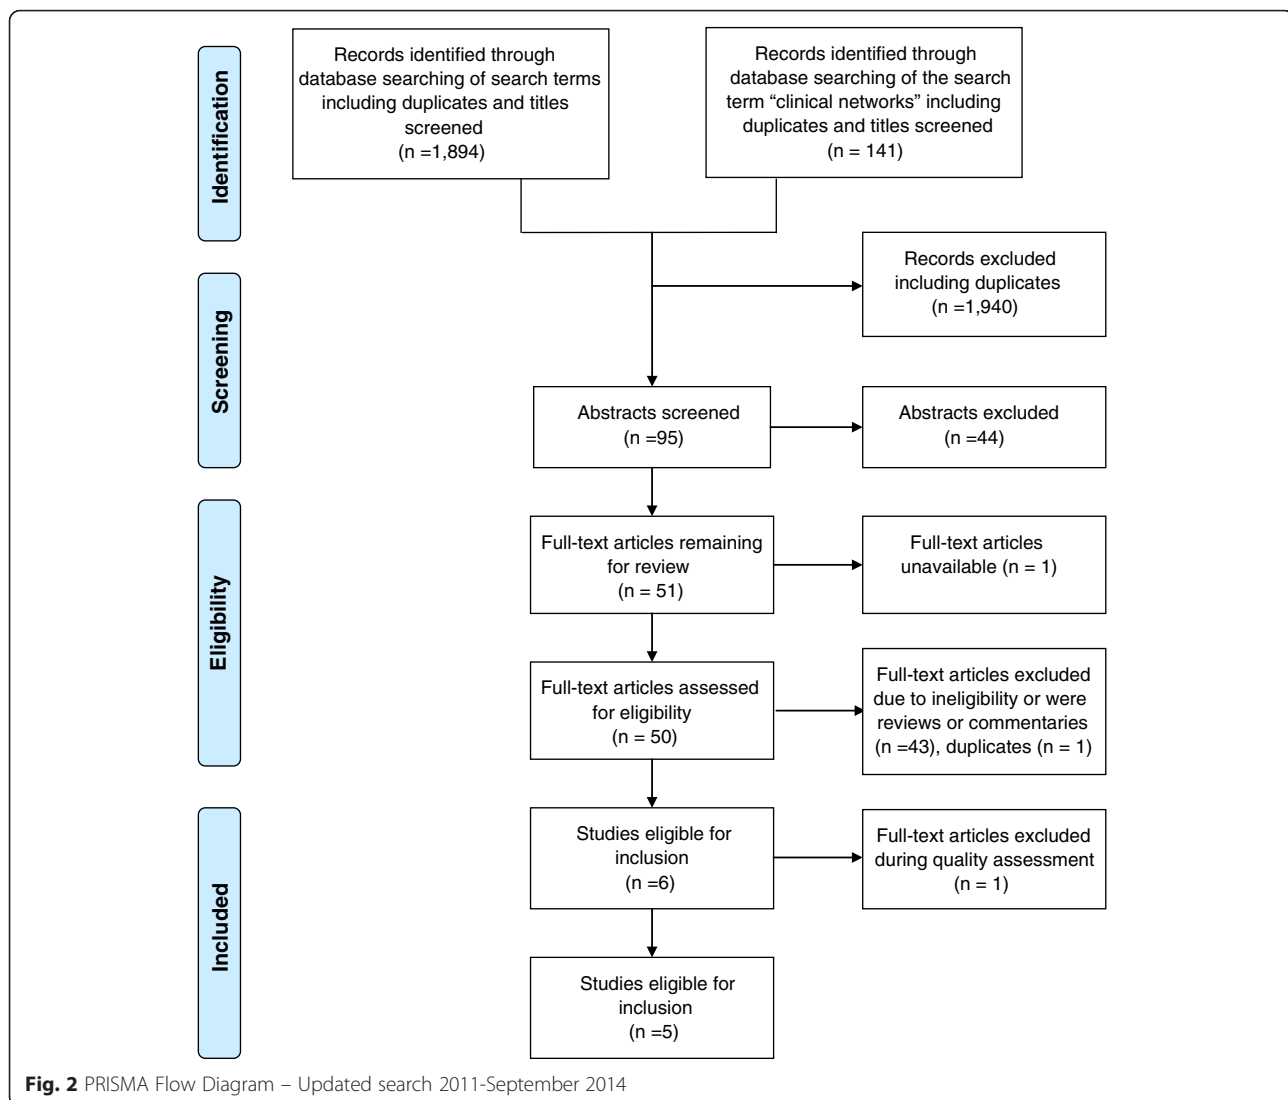 Identification
Records identified through
database searching of search terms
including duplicates and titles
screened
(n =1,894)
Records identified through
database searching of the search
term “clinical networks” including
duplicates and titles screened
(n = 141)
Records excluded
including duplicates
(n =1,940)
Screening
Abstracts screened
(n =95)
Abstracts excluded
(n =44)
Eligibility
Full-text articles remaining
for review
(n = 51)
Full-text articles
unavailable (n = 1)
Full-text articles assessed
for eligibility
(n = 50)
Full-text articles excluded
due to ineligibility or were
reviews or commentaries
(n =43), duplicates (n = 1)
Included
Studies eligible for
inclusion
(n =6)
Full-text articles excluded
during quality assessment
(n = 1)
Studies eligible for
inclusion
(n =5)
Fig. 2 PRISMA Flow Diagram – Updated search 2011-September 2014